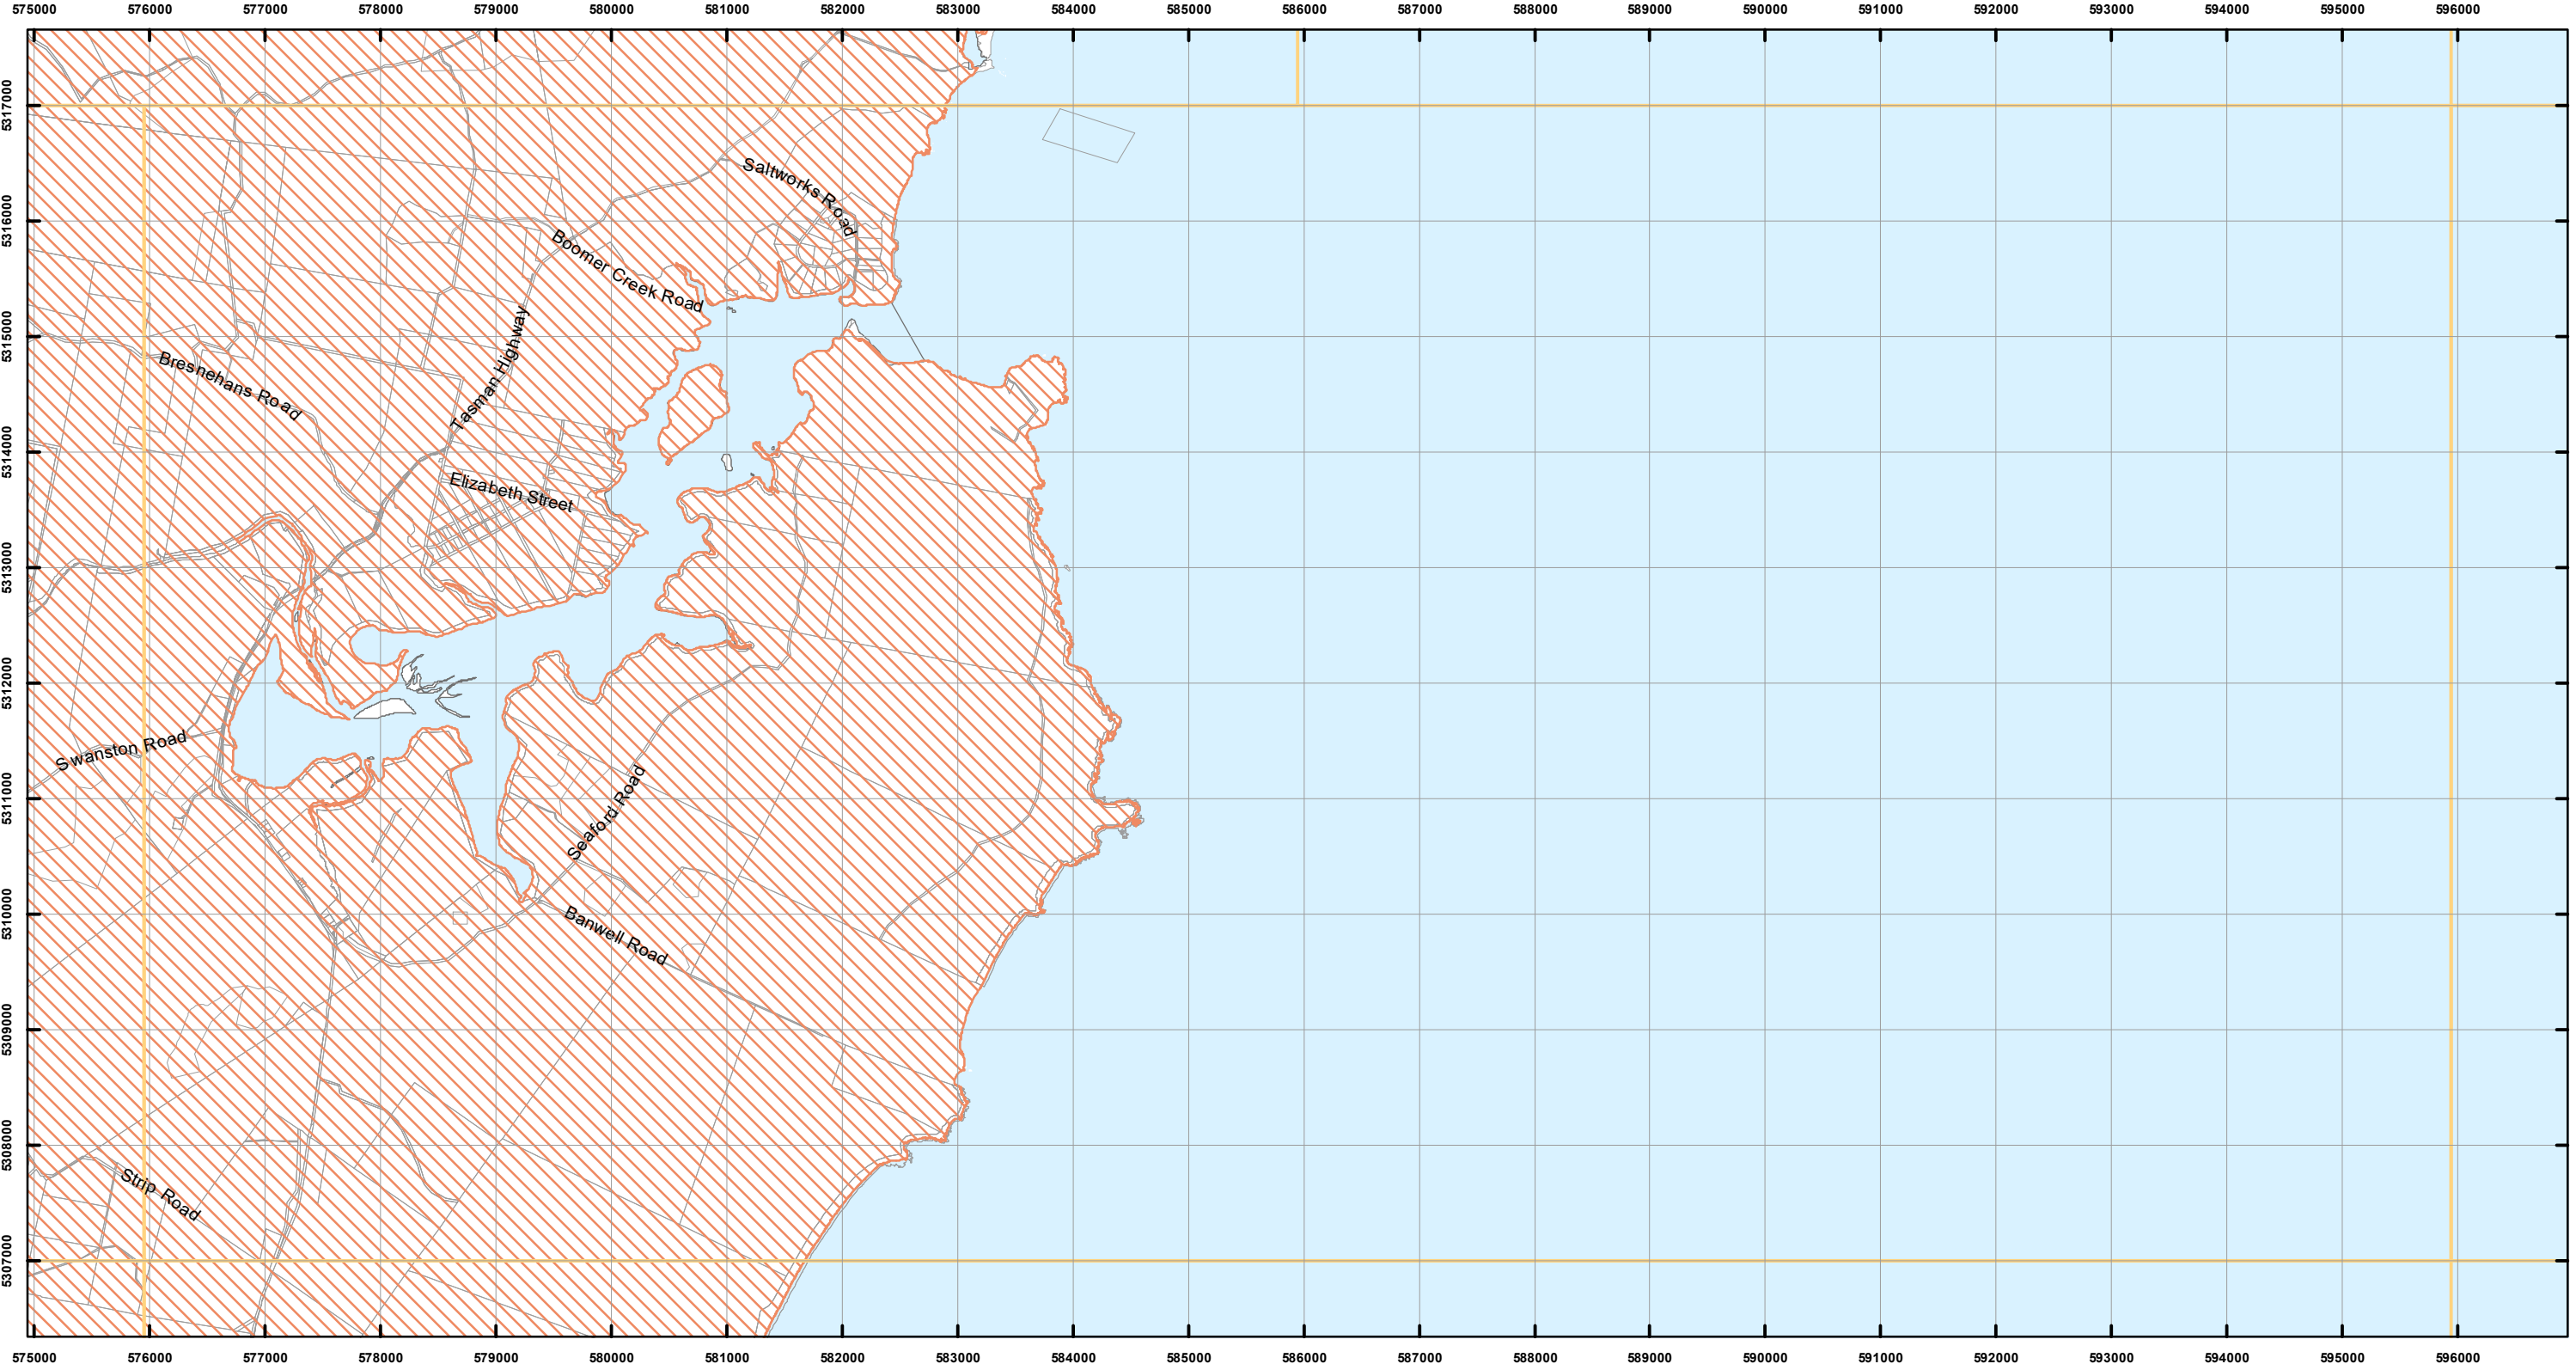 575000 576000 577000 578000 579000 580000 581000 582000 583000 584000 585000 586000 587000 588000 589000 590000 591000 592000 593000 594000 595000 596000
5317000
Saltworks Road
5316000
Boomer Creek Road
5315000
Tasman Highway
Bresnehans Road
5314000
Elizabeth Street
5313000
5312000
Swanston Road
5311000
Seaford Road
5310000
Banwell Road
5309000
5308000
Strip Road
5307000
575000 576000 577000 578000 579000 580000 581000 582000 583000 584000 585000 586000 587000 588000 589000 590000 591000 592000 593000 594000 595000 596000